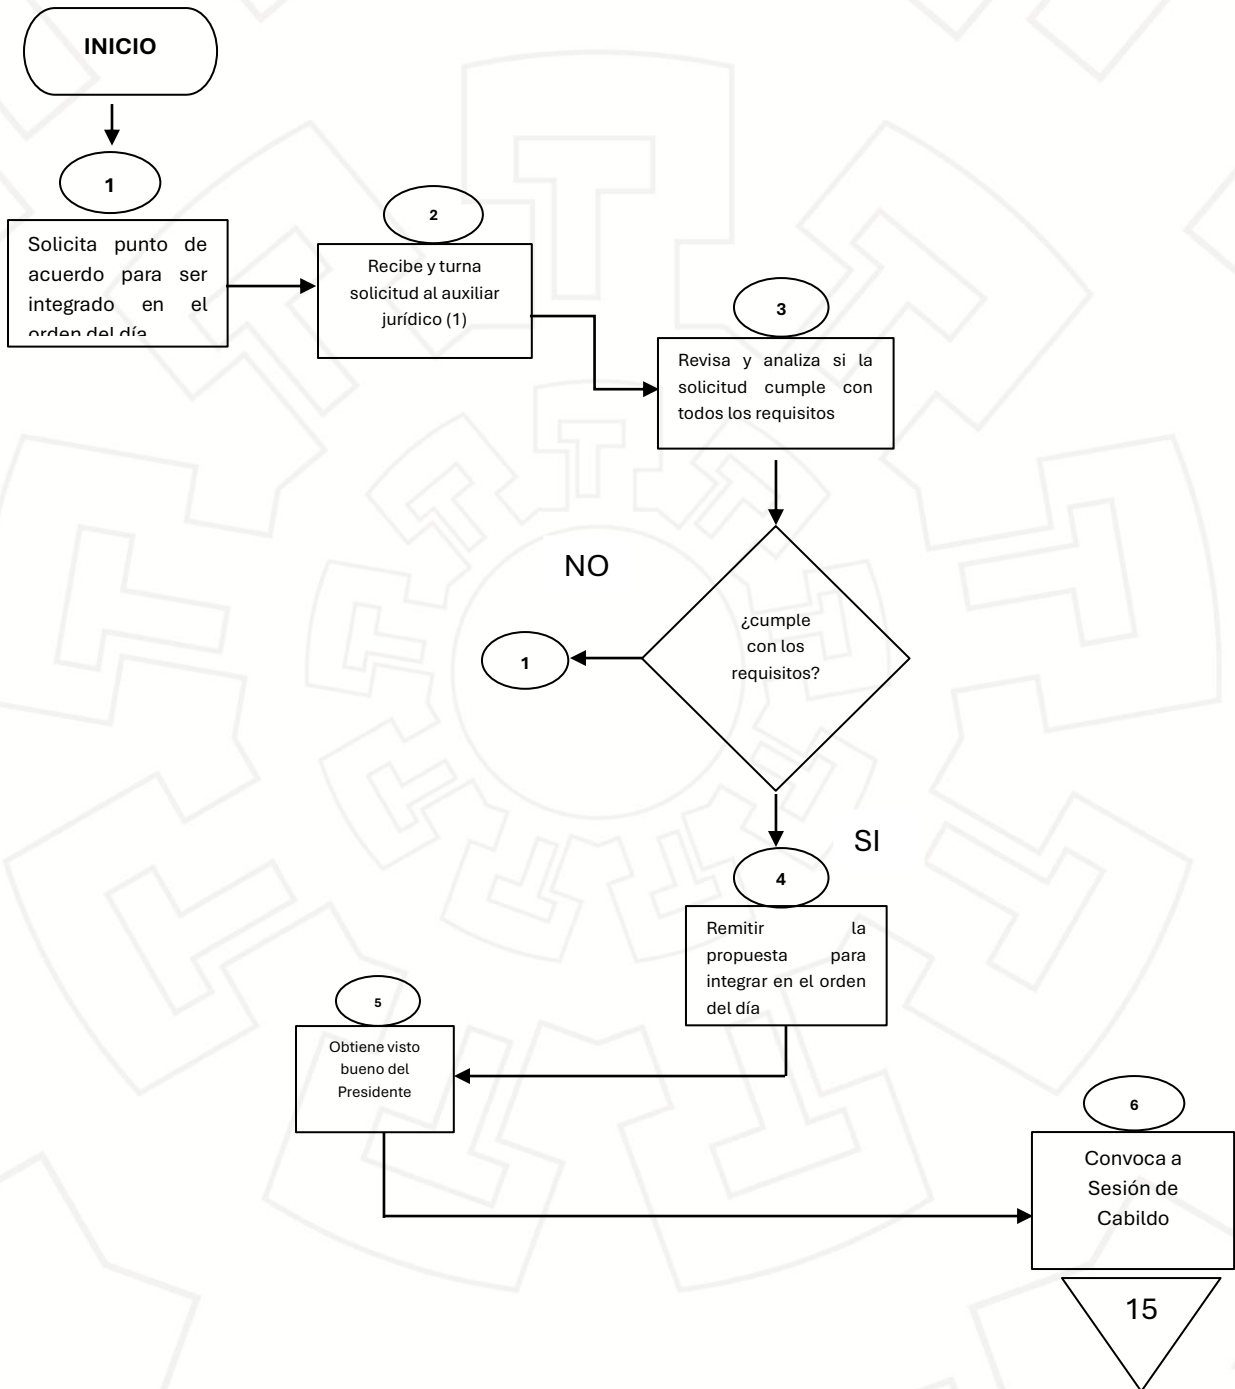 INICIO
1
Solicita punto de
acuerdo para ser
integrado en el
orden del día
2
Recibe y turna
solicitud al auxiliar
jurídico (1)
3
Revisa y analiza si la
solicitud cumple con
todos los requisitos
NO
¿cumple
con los
requisitos?
1
SI
4
Remitir la
propuesta para
integrar en el orden
del día
5
Obtiene visto
bueno del
Presidente
6
Convoca a
Sesión de
Cabildo
15